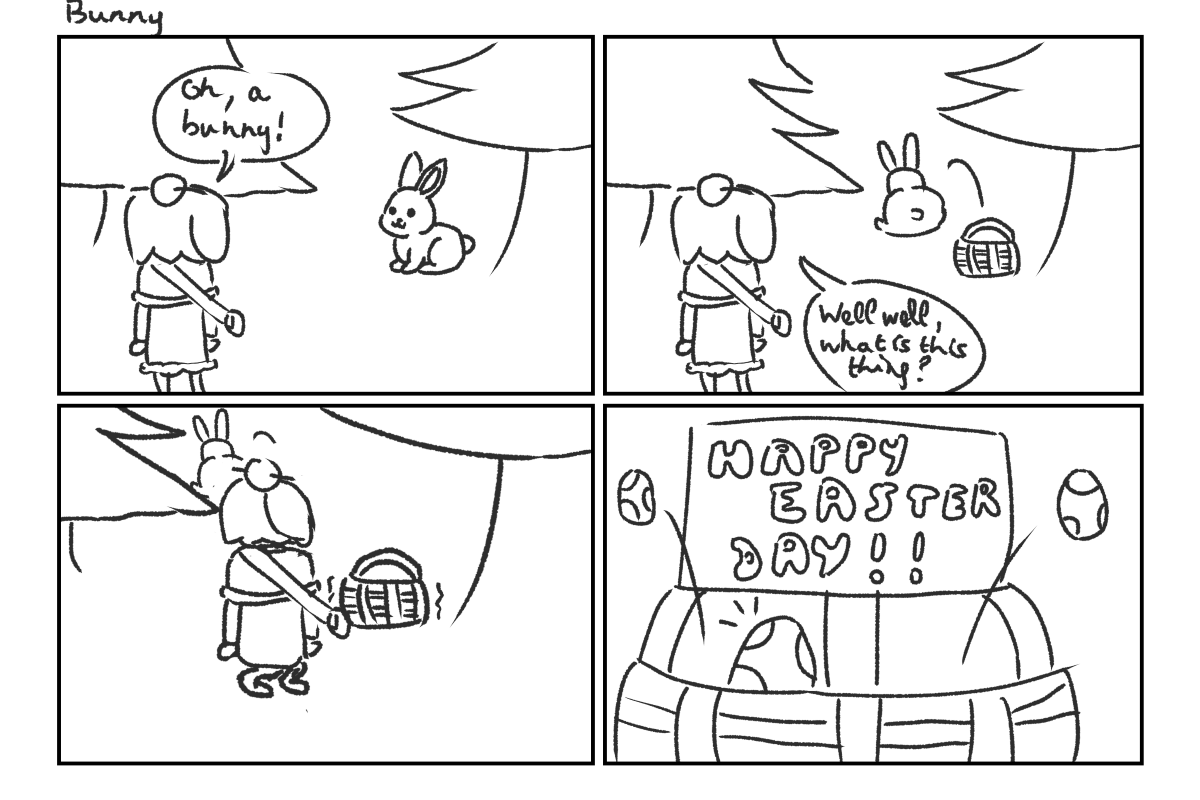 Bunny
Oh, a
bunny!
Well well,
what is this
thing?
HAPPY
EASTER
DAY!!